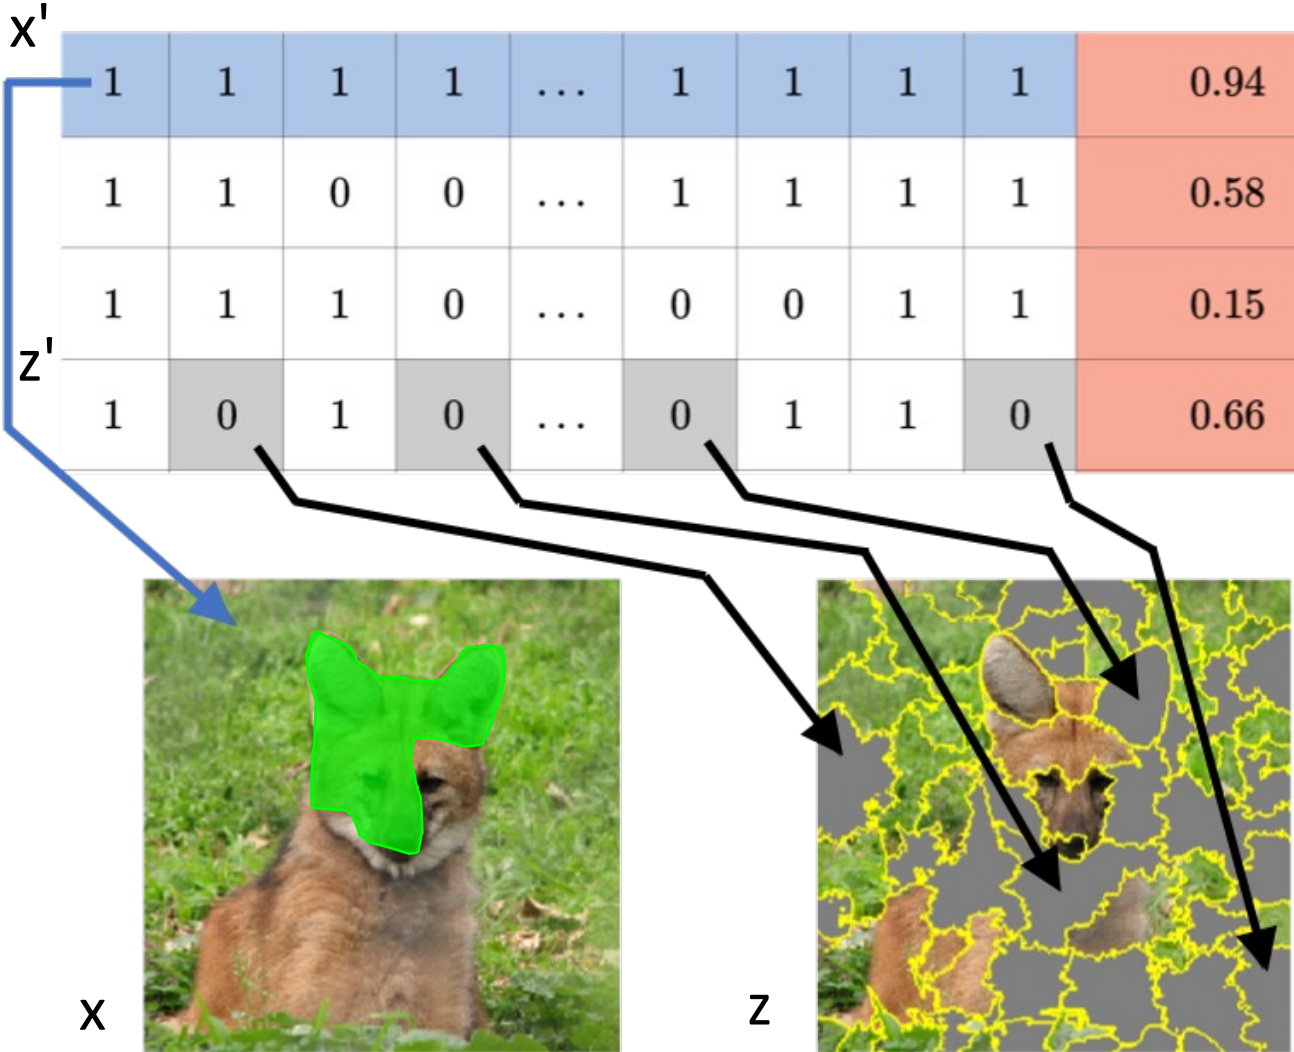 x'
1 1 1 1 ... 1 1 1 1 0.94
1 1 0 0 ... 1 1 1 1 0.58
1 1 1 0 ... 0 0 1 1 0.15
z'
1 0 1 0 ... 0 1 1 0 0.66
x
z